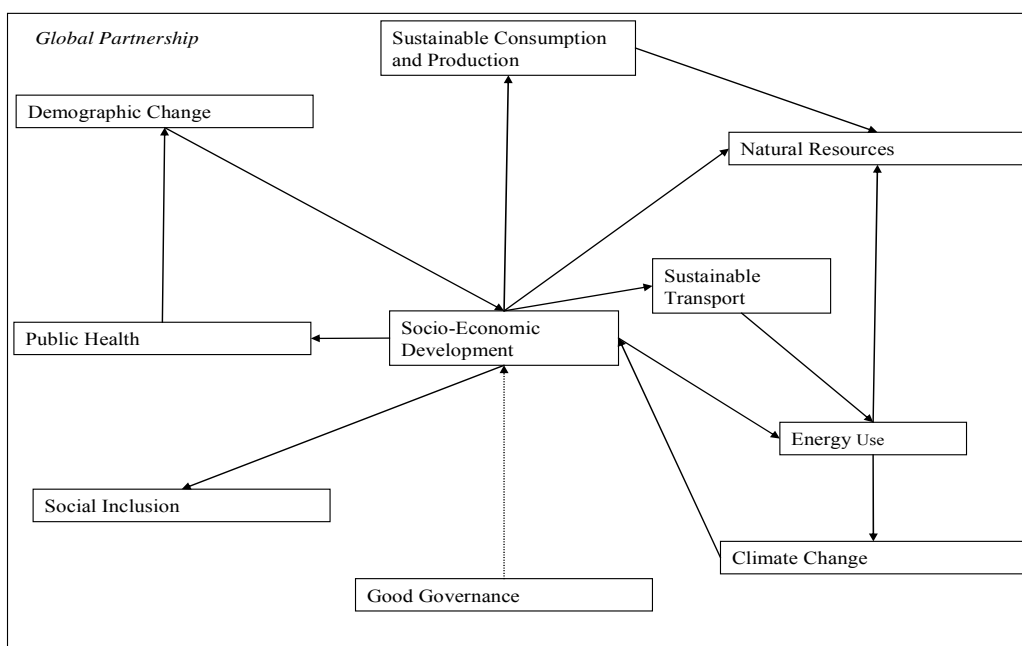 Global Partnership
Sustainable Consumption
and Production
Demographic Change
Natural Resources
Sustainable
Transport
Public Health
Socio-Economic
Development
Energy Use
Social Inclusion
Climate Change
Good Governance